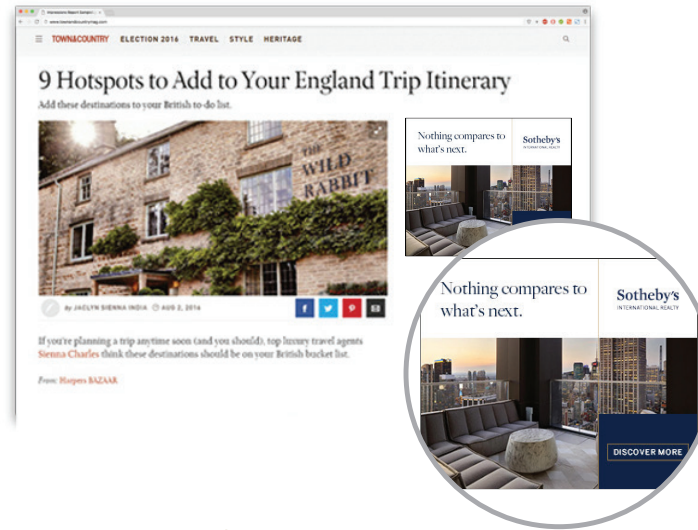 www.townandcountrymag.com
TOWN&COUNTRY ELECTION 2016 TRAVEL STYLE HERITAGE
9 Hotspots to Add to Your England Trip Itinerary
Add these destinations to your British to-do list.
THE
WILD
RABBIT
by JACLYN SIENNA INDIA AUG 2, 2016
If you're planning a trip anytime soon (and you should), top luxury travel agents
Sienna Charles think these destinations should be on your British bucket list.
From: Harpers BAZAAR
Nothing compares to
what's next.
Sotheby's
INTERNATIONAL REALTY
Nothing compares to
what's next.
Sotheby's
INTERNATIONAL REALTY
DISCOVER MORE